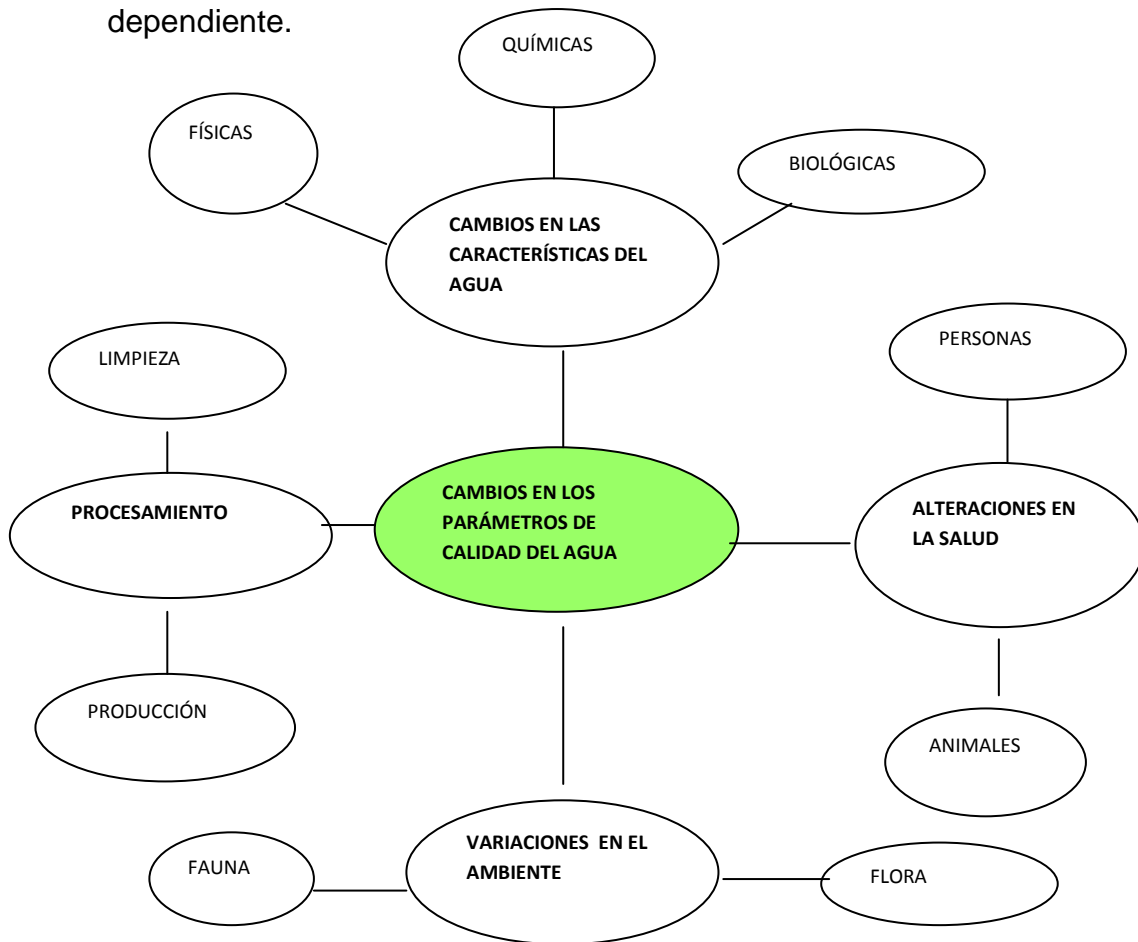 dependiente.
QUÍMICAS
FÍSICAS
BIOLÓGICAS
CAMBIOS EN LAS
CARACTERÍSTICAS DEL
AGUA
PERSONAS
LIMPIEZA
PROCESAMIENTO
CAMBIOS EN LOS
PARÁMETROS DE
CALIDAD DEL AGUA
ALTERACIONES EN
LA SALUD
PRODUCCIÓN
ANIMALES
VARIACIONES EN EL
AMBIENTE
FAUNA
FLORA